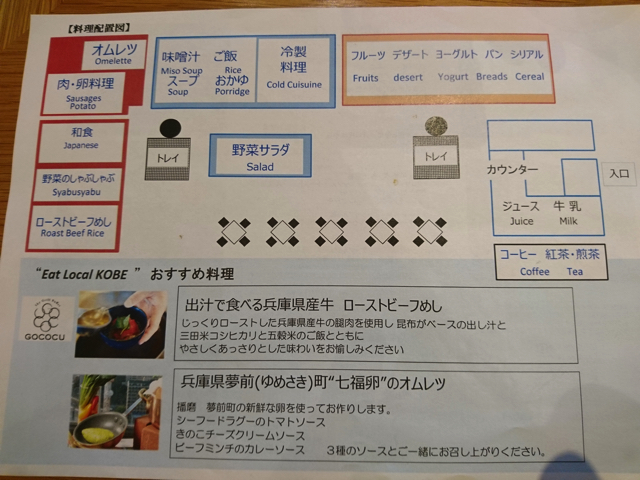 【料理配置図】
オムレツ
Omelette
肉・卵料理
Sausages
Potato
味噌汁 ご飯
Miso Soup Rice
スープ おかゆ
Soup Porridge
冷製
料理
Cold Cuisuine
フルーツ デザート ヨーグルト パン シリアル
Fruits desert Yogurt Breads Cereal
和食
Japanese
野菜のしゃぶしゃぶ
Syabusyabu
ローストビーフめし
Roast Beef Rice
トレイ
野菜サラダ
Salad
トレイ
カウンター
入口
ジュース 牛乳
Juice Milk
コーヒー 紅茶・煎茶
Coffee Tea
“Eat Local KOBE ” おすすめ料理
GOCOCU
出汁で食べる兵庫県産牛 ローストビーフめし
じっくりローストした兵庫県産牛の腿肉を使用し 昆布がベースの出し汁と
三田米コシヒカリと五穀米のご飯とともに
やさしくあっさりとした味わいをお愉しみください
兵庫県夢前(ゆめさき)町“七福卵”のオムレツ
播磨 夢前町の新鮮な卵を使ってお作りします。
シーフードラグーのトマトソース
きのこチーズクリームソース
ビーフミンチのカレーソース 3種のソースとご一緒にお召し上がりください。